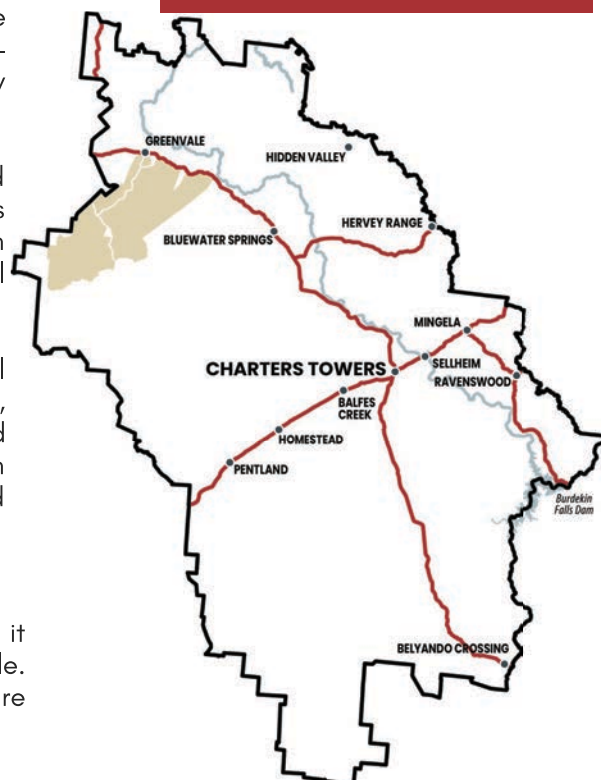 e
–
y
d
s
n
l
l
,
d
n
d
it
de.
re
GREENVALE
HIDDEN VALLEY
HERVEY RANGE
BLUEWATER SPRINGS
MINGELA
CHARTERS TOWERS
SELLHEIM
RAVENSWOOD
BALFES
CREEK
HOMESTEAD
PENTLAND
Burdekin
Falls Dam
BELYANDO CROSSING